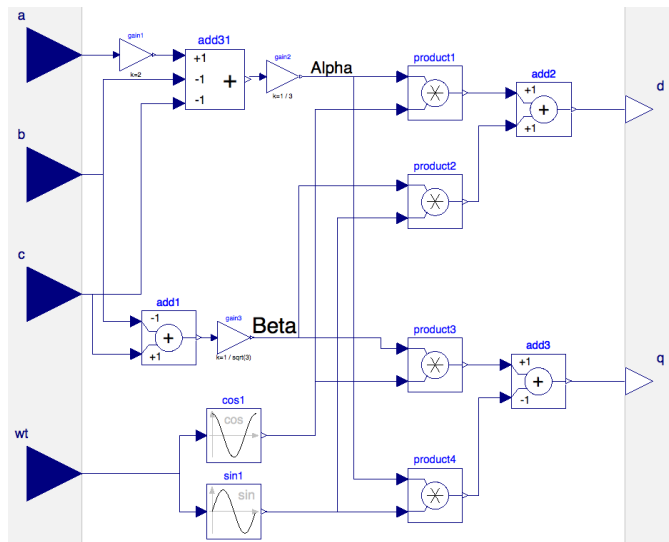 a
gain1
k=2
add31
+1
-1
-1
+
gain2
k=1 / 3
Alpha
product1
add2
+1
+1
+
d
b
product2
c
add1
-1
+1
+
gain3
k=1 / sqrt(3)
Beta
product3
add3
+1
-1
+
q
cos1
cos
wt
sin1
sin
product4